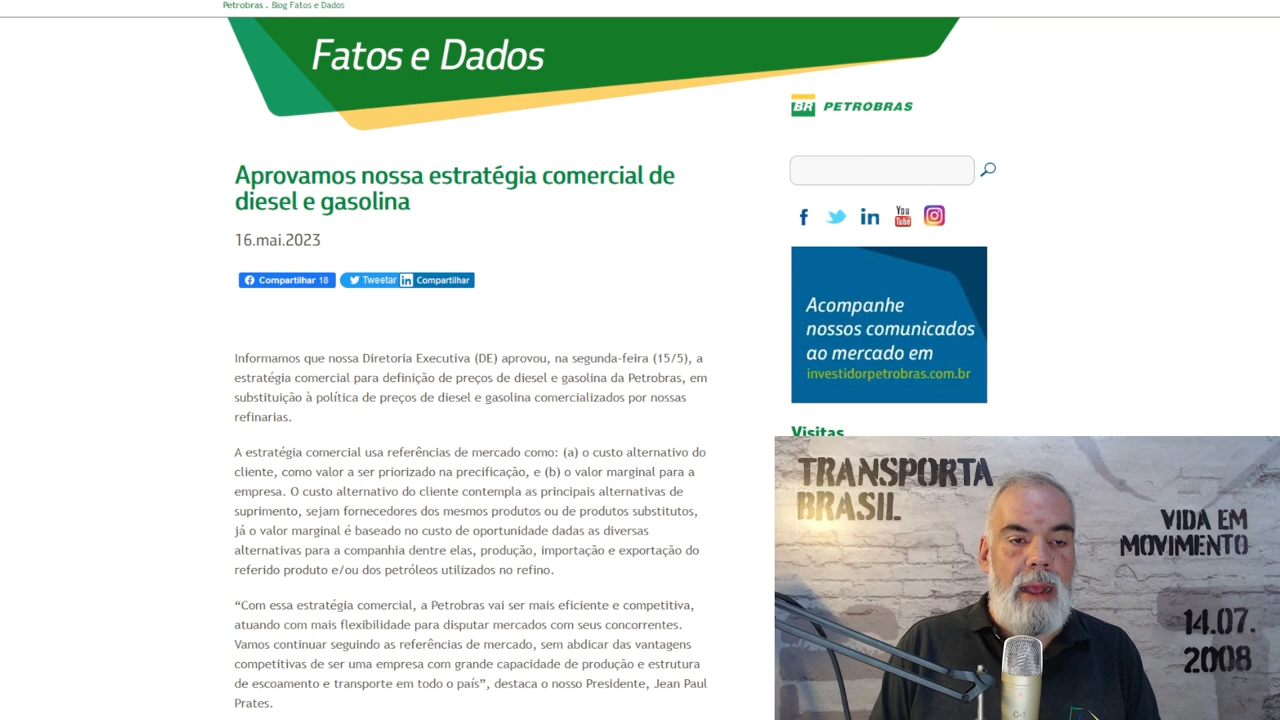 Petrobras . Blog Fatos e Dados
Fatos e Dados
BR PETROBRAS
Aprovamos nossa estratégia comercial de
diesel e gasolina
16.mai.2023
Compartilhar 18 Tweetar in Compartilhar
f in You Tube
Informamos que nossa Diretoria Executiva (DE) aprovou, na segunda-feira (15/5), a
estratégia comercial para definição de preços de diesel e gasolina da Petrobras, em
substituição à política de preços de diesel e gasolina comercializados por nossas
refinarias.
A estratégia comercial usa referências de mercado como: (a) o custo alternativo do
cliente, como valor a ser priorizado na precificação, e (b) o valor marginal para a
empresa. O custo alternativo do cliente contempla as principais alternativas de
suprimento, sejam fornecedores dos mesmos produtos ou de produtos substitutos,
já o valor marginal é baseado no custo de oportunidade dadas as diversas
alternativas para a companhia dentre elas, produção, importação e exportação do
referido produto e/ou dos petróleos utilizados no refino.
“Com essa estratégia comercial, a Petrobras vai ser mais eficiente e competitiva,
atuando com mais flexibilidade para disputar mercados com seus concorrentes.
Vamos continuar seguindo as referências de mercado, sem abdicar das vantagens
competitivas de ser uma empresa com grande capacidade de produção e estrutura
de escoamento e transporte em todo o país”, destaca o nosso Presidente, Jean Paul
Prates.
Acompanhe
nossos comunicados
ao mercado em
investidorpetrobras.com.br
Visitas
TRANSPORTA
BRASIL
VIDA EM
MOVIMENTO
14.07.
2008
C-1